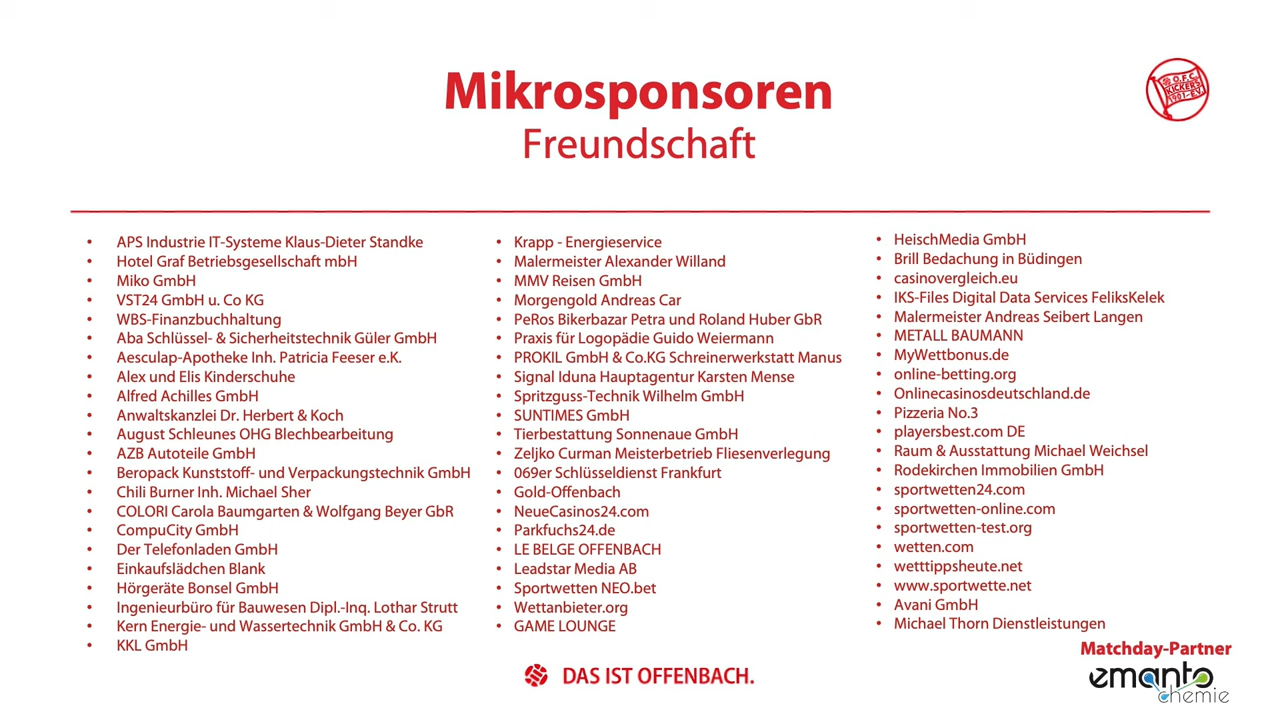 Mikrosponsoren
Freundschaft
O.F.C.
KICKERS
1901-E.V.
APS Industrie IT-Systeme Klaus-Dieter Standke
Hotel Graf Betriebsgesellschaft mbH
Miko GmbH
VST24 GmbH u. Co KG
WBS-Finanzbuchhaltung
Aba Schlüssel- & Sicherheitstechnik Güler GmbH
Aesculap-Apotheke Inh. Patricia Feeser e.K.
Alex und Elis Kinderschuhe
Alfred Achilles GmbH
Anwaltskanzlei Dr. Herbert & Koch
August Schleunes OHG Blechbearbeitung
AZB Autoteile GmbH
Beropack Kunststoff- und Verpackungstechnik GmbH
Chili Burner Inh. Michael Sher
COLORI Carola Baumgarten & Wolfgang Beyer GbR
CompuCity GmbH
Der Telefonladen GmbH
Einkaufslädchen Blank
Hörgeräte Bonsel GmbH
Ingenieurbüro für Bauwesen Dipl.-Inq. Lothar Strutt
Kern Energie- und Wassertechnik GmbH & Co. KG
KKL GmbH
Krapp - Energieservice
Malermeister Alexander Willand
MMV Reisen GmbH
Morgengold Andreas Car
PeRos Bikerbazar Petra und Roland Huber GbR
Praxis für Logopädie Guido Weiermann
PROKIL GmbH & Co.KG Schreinerwerkstatt Manus
Signal Iduna Hauptagentur Karsten Mense
Spritzguss-Technik Wilhelm GmbH
SUNTIMES GmbH
Tierbestattung Sonnenaue GmbH
Zeljko Curman Meisterbetrieb Fliesenverlegung
069er Schlüsseldienst Frankfurt
Gold-Offenbach
NeueCasinos24.com
Parkfuchs24.de
LE BELGE OFFENBACH
Leadstar Media AB
Sportwetten NEO.bet
Wettanbieter.org
GAME LOUNGE
HeischMedia GmbH
Brill Bedachung in Büdingen
casinovergleich.eu
IKS-Files Digital Data Services FeliksKelek
Malermeister Andreas Seibert Langen
METALL BAUMANN
MyWettbonus.de
online-betting.org
Onlinecasinosdeutschland.de
Pizzeria No.3
playersbest.com DE
Raum & Ausstattung Michael Weichsel
Rodekirchen Immobilien GmbH
sportwetten24.com
sportwetten-online.com
sportwetten-test.org
wetten.com
wetttippsheute.net
www.sportwette.net
Avani GmbH
Michael Thorn Dienstleistungen
DAS IST OFFENBACH.
Matchday-Partner
emanto
chemie